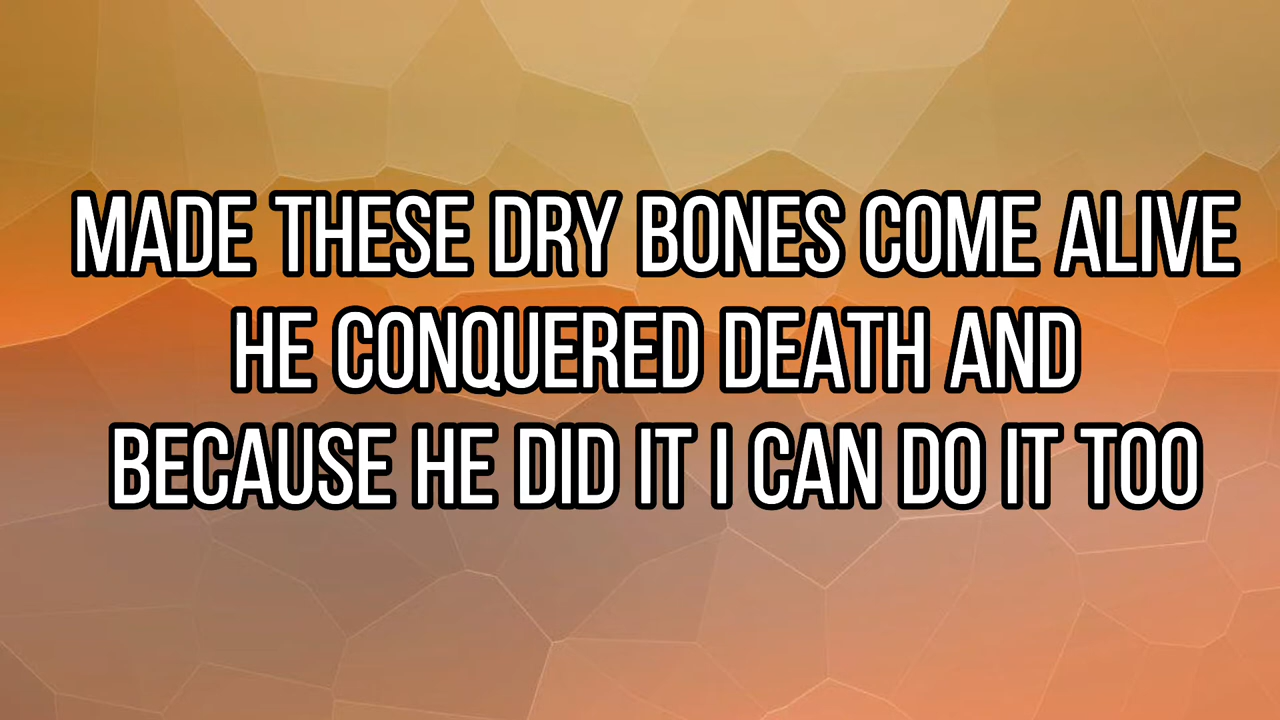 MADE THESE DRY BONES COME ALIVE
HE CONQUERED DEATH AND
BECAUSE HE DID IT I CAN DO IT TOO